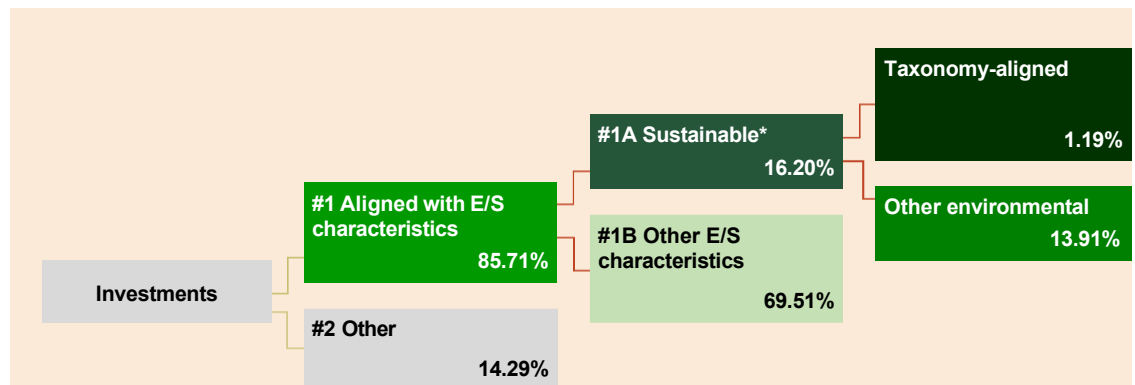 Taxonomy-aligned
1.19%
#1A Sustainable*
16.20%
Other environmental
13.91%
#1 Aligned with E/S
characteristics
85.71%
#1B Other E/S
characteristics
69.51%
Investments
#2 Other
14.29%